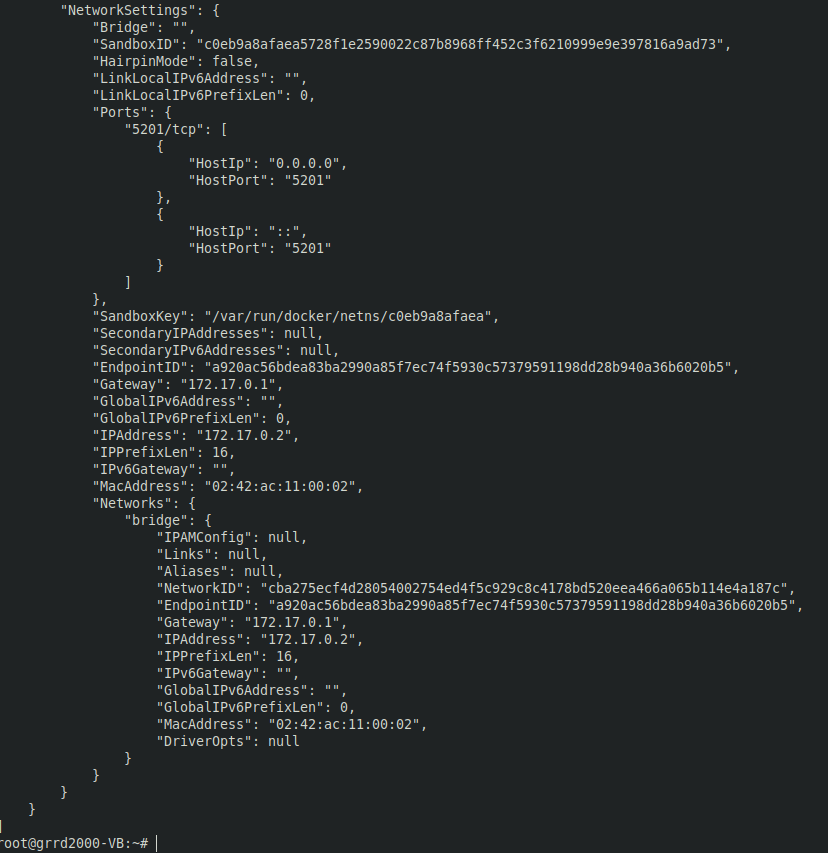 "NetworkSettings": {
"Bridge": "",
"SandboxID": "c0eb9a8afaea5728f1e2590022c87b8968ff452c3f6210999e9e397816a9ad73",
"HairpinMode": false,
"LinkLocalIPv6Address": "",
"LinkLocalIPv6PrefixLen": 0,
"Ports": {
"5201/tcp": [
{
"HostIp": "0.0.0.0",
"HostPort": "5201"
},
{
"HostIp": "::",
"HostPort": "5201"
}
]
},
"SandboxKey": "/var/run/docker/netns/c0eb9a8afaea",
"SecondaryIPAddresses": null,
"SecondaryIPv6Addresses": null,
"EndpointID": "a920ac56bdea83ba2990a85f7ec74f5930c57379591198dd28b940a36b6020b5",
"Gateway": "172.17.0.1",
"GlobalIPv6Address": "",
"GlobalIPv6PrefixLen": 0,
"IPAddress": "172.17.0.2",
"IPPrefixLen": 16,
"IPv6Gateway": "",
"MacAddress": "02:42:ac:11:00:02",
"Networks": {
"bridge": {
"IPAMConfig": null,
"Links": null,
"Aliases": null,
"NetworkID": "cba275ecf4d28054002754ed4f5c929c8c4178bd520eea466a065b114e4a187c",
"EndpointID": "a920ac56bdea83ba2990a85f7ec74f5930c57379591198dd28b940a36b6020b5",
"Gateway": "172.17.0.1",
"IPAddress": "172.17.0.2",
"IPPrefixLen": 16,
"IPv6Gateway": "",
"GlobalIPv6Address": "",
"GlobalIPv6PrefixLen": 0,
"MacAddress": "02:42:ac:11:00:02",
"DriverOpts": null
}
}
}
}
]
root@grrd2000-VB:~#